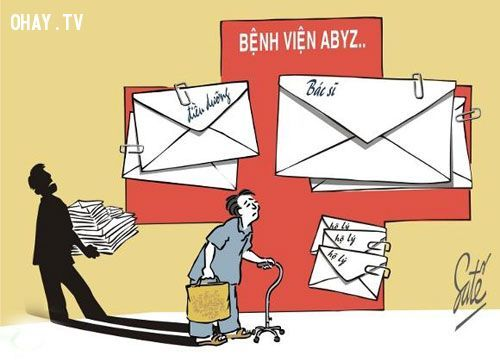 OHAY.TV
BỆNH VIỆN ABYZ..
điều dưỡng
Bác sĩ
hộ lý
hộ lý
hộ lý